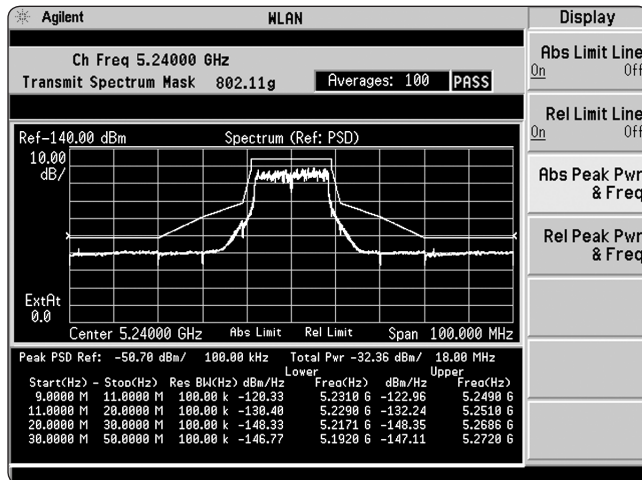 Agilent WLAN Display
Ch Freq 5.24000 GHz
Transmit Spectrum Mask 802.11g Averages: 100 PASS
Abs Limit Line
On Off
Rel Limit Line
On Off
Abs Peak Pwr
& Freq
Rel Peak Pwr
& Freq
Ref-140.00 dBm Spectrum (Ref: PSD)
10.00
dB/
ExtAt
0.0
Center 5.24000 GHz Abs Limit Rel Limit Span 100.000 MHz
Peak PSD Ref: -50.70 dBm/ 100.00 kHz Total Pwr -32.36 dBm/ 18.00 MHz
Lower Upper
Start(Hz) - Stop(Hz) Res BW(Hz) dBm/Hz Freq(Hz) dBm/Hz Freq(Hz)
9.0000 M 11.0000 M 100.00 k -120.33 5.2310 G -122.96 5.2490 G
11.0000 M 20.0000 M 100.00 k -130.40 5.2290 G -132.24 5.2510 G
20.0000 M 30.0000 M 100.00 k -148.33 5.2171 G -148.35 5.2686 G
30.0000 M 50.0000 M 100.00 k -146.77 5.1920 G -147.11 5.2720 G